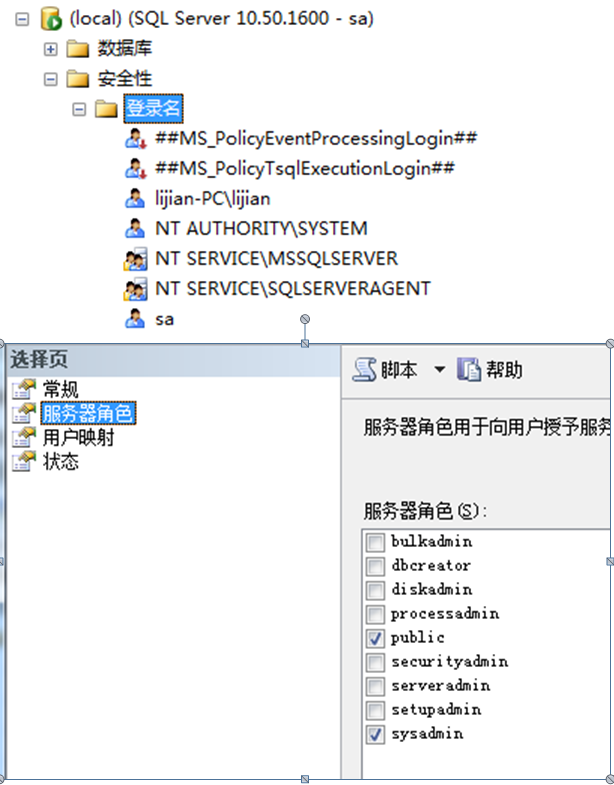 (local) (SQL Server 10.50.1600 - sa)
数据库
安全性
登录名
##MS_PolicyEventProcessingLogin##
##MS_PolicyTsqlExecutionLogin##
lijian-PC\lijian
NT AUTHORITY\SYSTEM
NT SERVICE\MSSQLSERVER
NT SERVICE\SQLSERVERAGENT
sa
选择页
常规
服务器角色
用户映射
状态
脚本 帮助
服务器角色用于向用户授予服务
服务器角色(S):
bulkadmin
dbcreator
diskadmin
processadmin
public
securityadmin
serveradmin
setupadmin
sysadmin